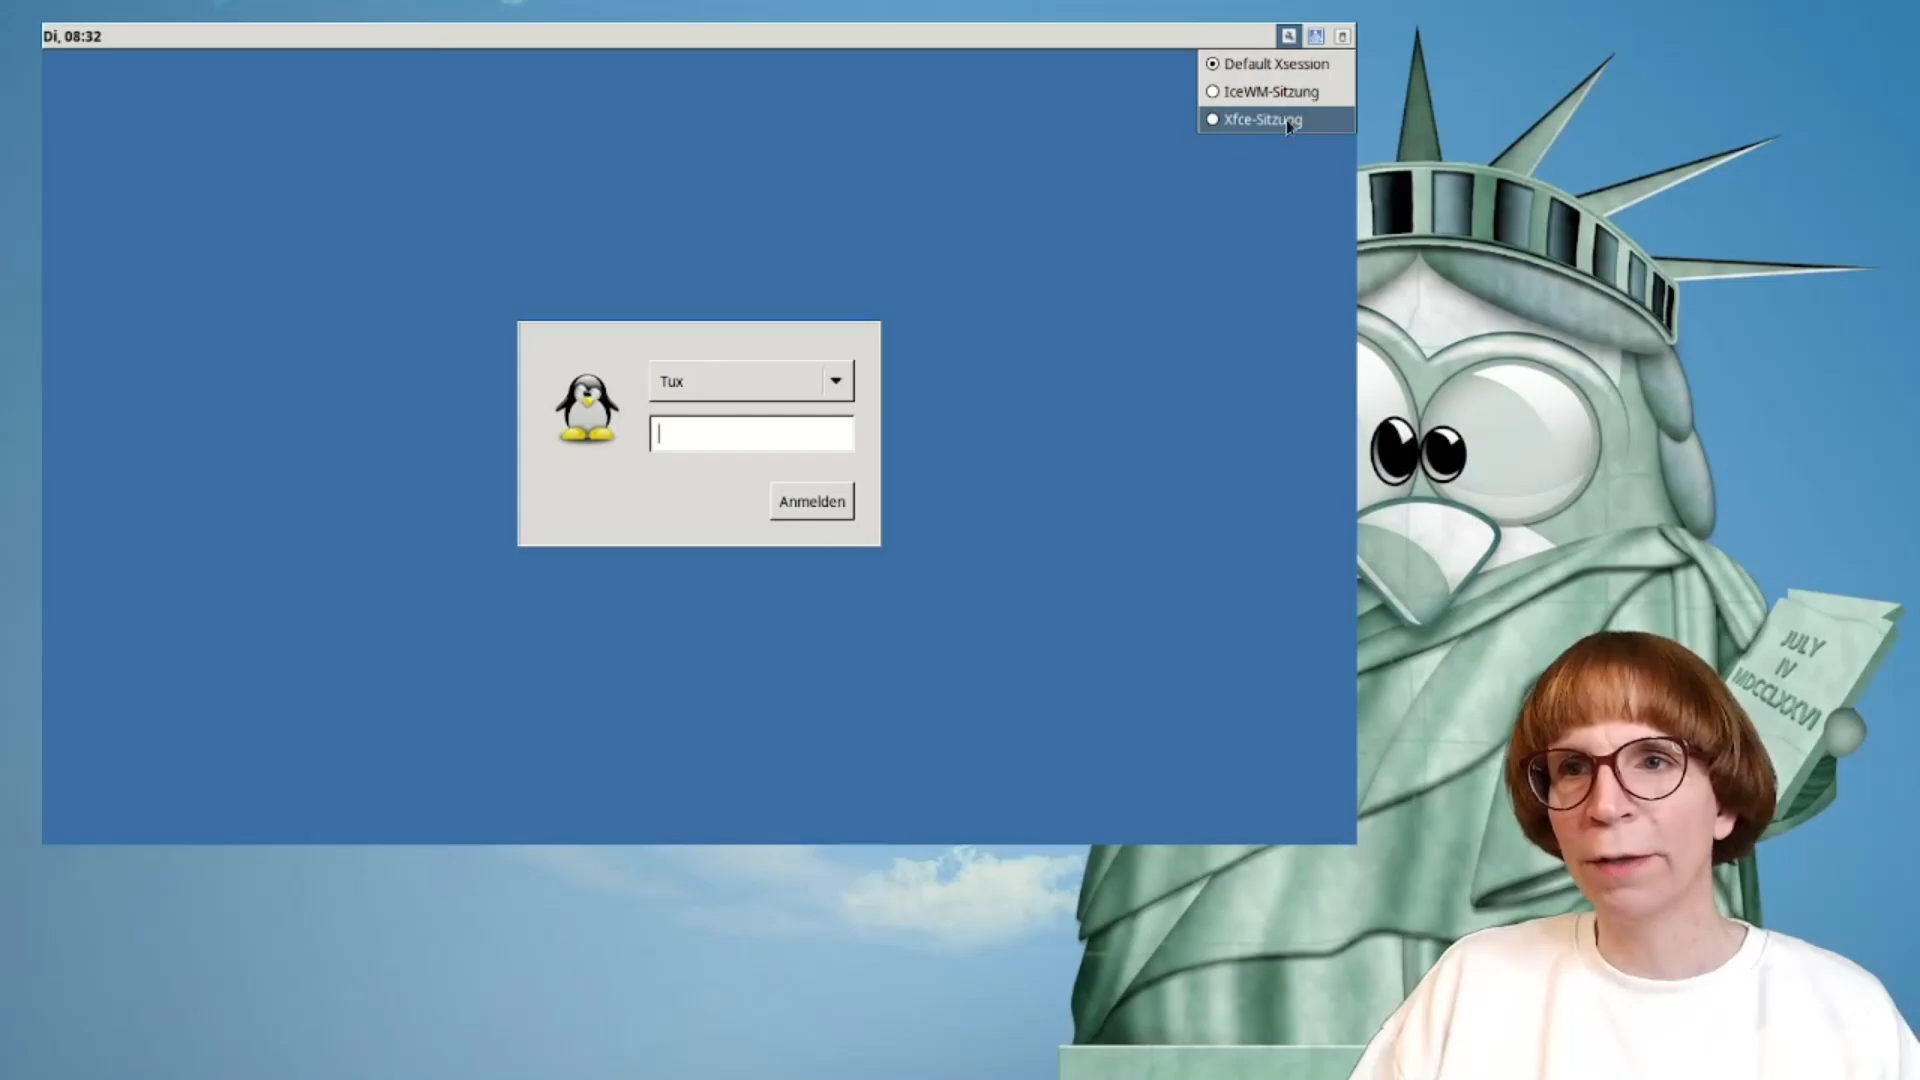 Di, 08:32
Default Xsession
IceWM-Sitzung
Xfce-Sitzung
Tux
Anmelden
JULY
IV
MDCCLXXVI